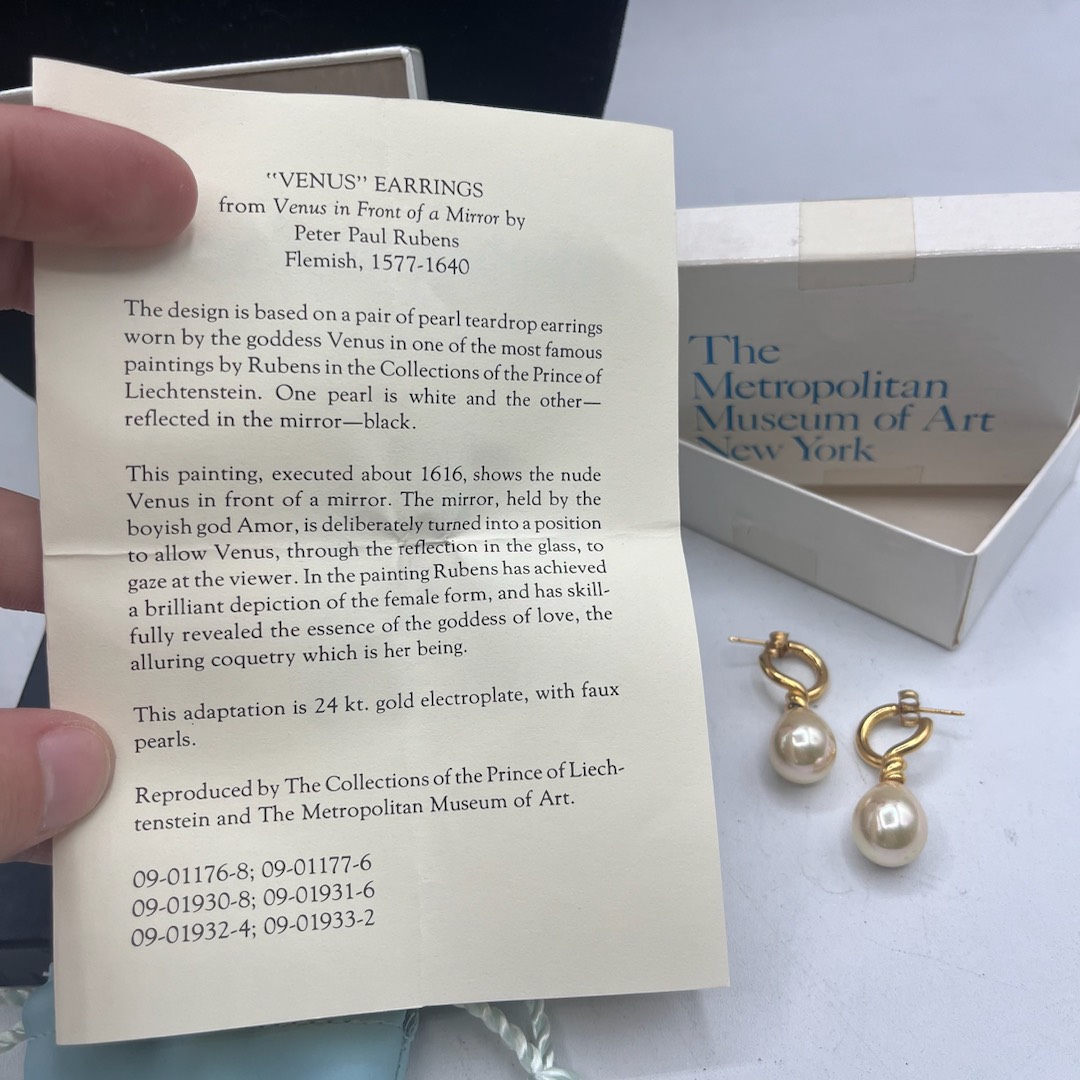 “VENUS” EARRINGS
from Venus in Front of a Mirror by
Peter Paul Rubens
Flemish, 1577-1640
The design is based on a pair of pearl teardrop earrings
worn by the goddess Venus in one of the most famous
paintings by Rubens in the Collections of the Prince of
Liechtenstein. One pearl is white and the other—
reflected in the mirror—black.
This painting, executed about 1616, shows the nude
Venus in front of a mirror. The mirror, held by the
boyish god Amor, is deliberately turned into a position
to allow Venus, through the reflection in the glass, to
gaze at the viewer. In the painting Rubens has achieved
a brilliant depiction of the female form, and has skill-
fully revealed the essence of the goddess of love, the
alluring coquetry which is her being.
This adaptation is 24 kt. gold electroplate, with faux
pearls.
Reproduced by The Collections of the Prince of Liech-
tenstein and The Metropolitan Museum of Art.
09-01176-8; 09-01177-6
09-01930-8; 09-01931-6
09-01932-4; 09-01933-2
The
Metropolitan
Museum of Art
New York